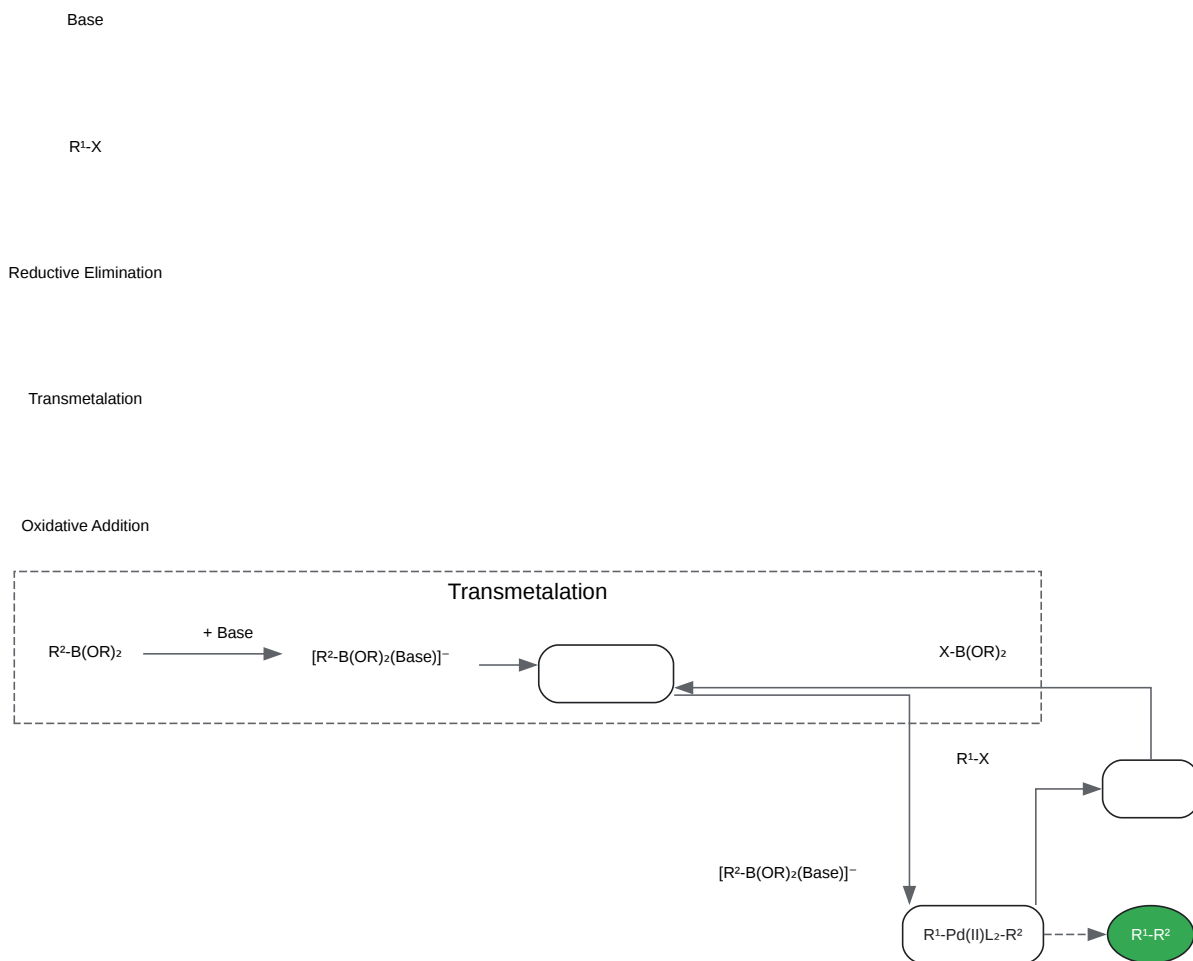 Base
R¹-X
Reductive Elimination
Transmetalation
Oxidative Addition
Transmetalation
+ Base
R²-B(OR)₂
[R²-B(OR)₂(Base)]⁻
X-B(OR)₂
R¹-X
[R²-B(OR)₂(Base)]⁻
R¹-Pd(II)L₂-R²
R¹-R²